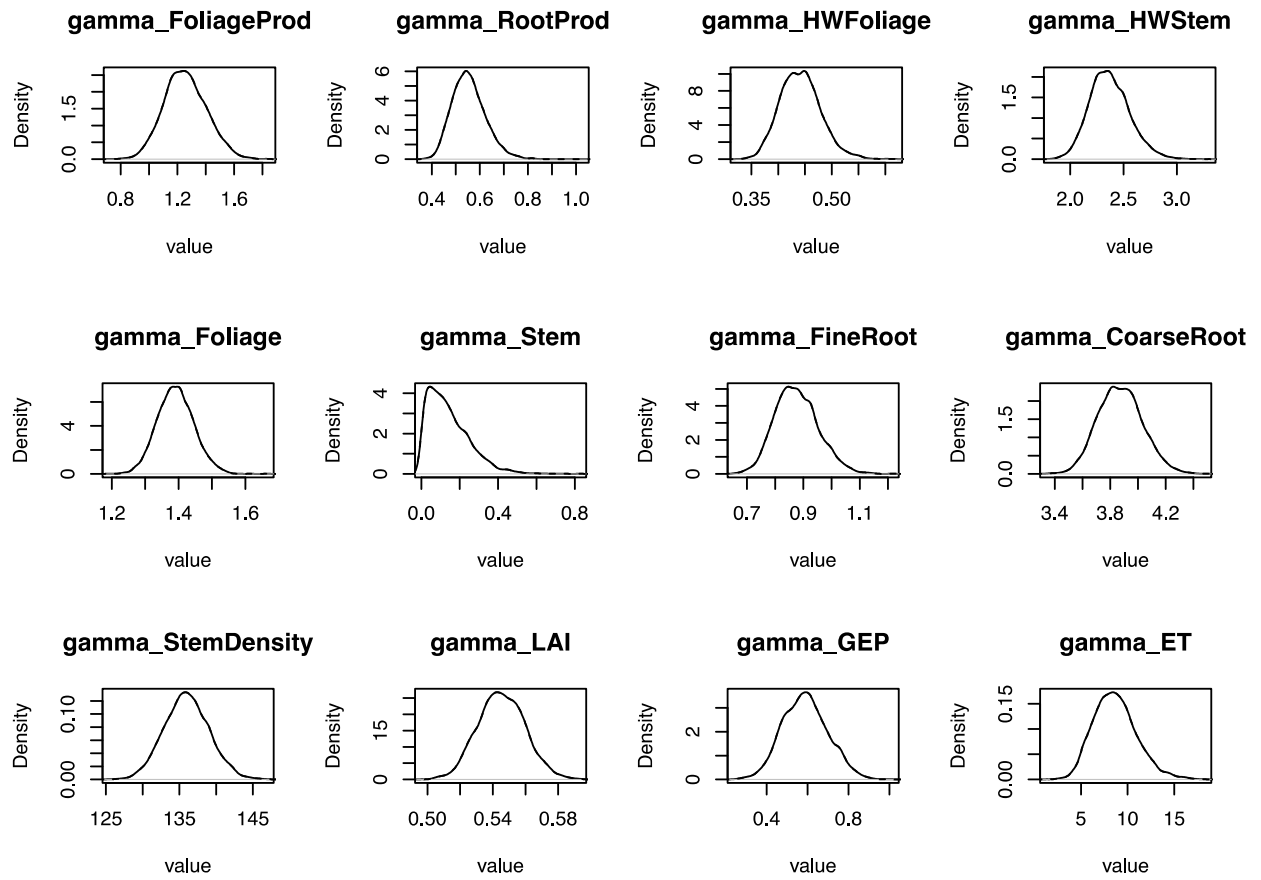 gamma_FoliageProd
Density
0.0 1.5
0.8 1.2 1.6
value
gamma_RootProd
Density
0 2 4 6
0.4 0.6 0.8 1.0
value
gamma_HWFoliage
Density
0 4 8
0.35 0.50
value
gamma_HWStem
Density
0.0 1.5
2.0 2.5 3.0
value
gamma_Foliage
Density
0 4
1.2 1.4 1.6
value
gamma_Stem
Density
0 2 4
0.0 0.4 0.8
value
gamma_FineRoot
Density
0 2 4
0.7 0.9 1.1
value
gamma_CoarseRoot
Density
0.0 1.5
3.4 3.8 4.2
value
gamma_StemDensity
Density
0.00 0.10
125 135 145
value
gamma_LAI
Density
0 15
0.50 0.54 0.58
value
gamma_GEP
Density
0 2
0.4 0.8
value
gamma_ET
Density
0.00 0.15
5 10 15
value